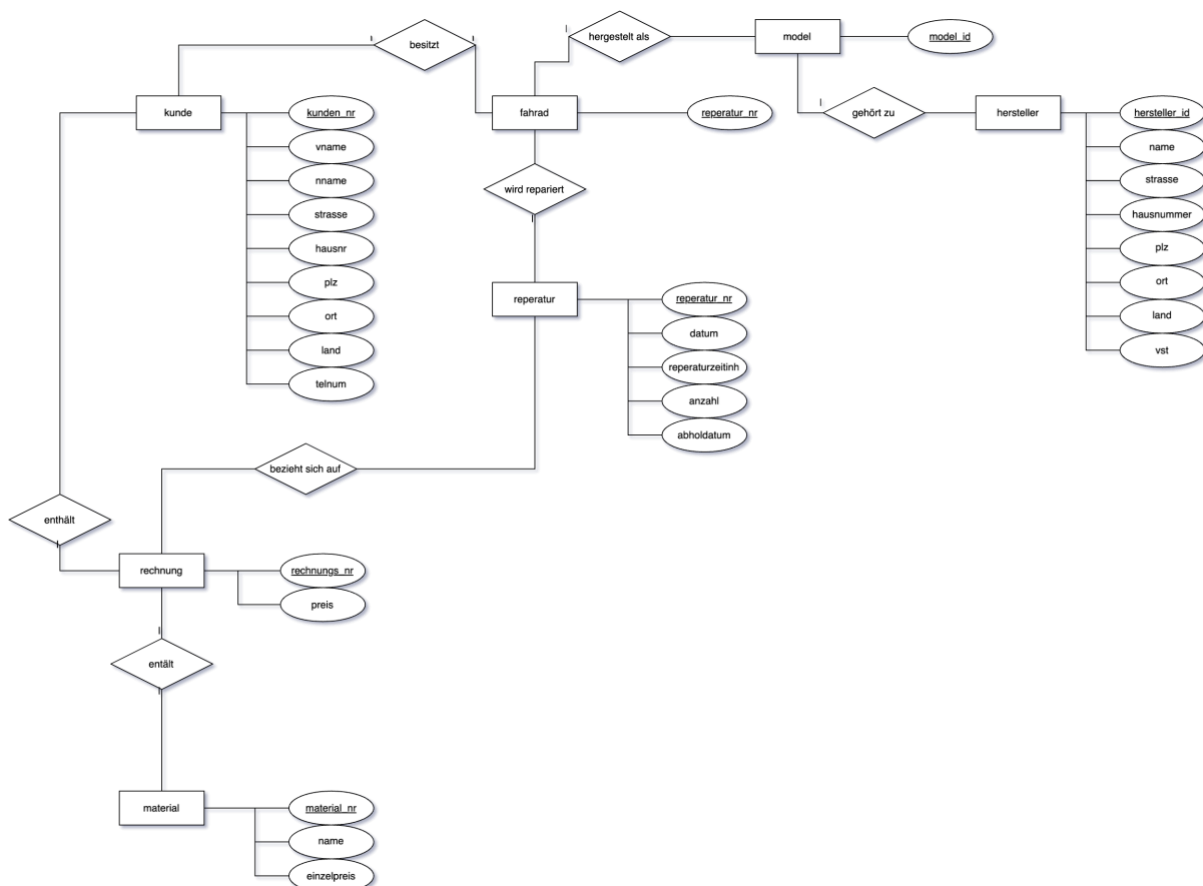 besitzt
hergestelt als
model
model_id
kunde
kunden_nr
vname
nname
strasse
hausnr
plz
ort
land
telnum
fahrad
reperatur_nr
gehört zu
hersteller
hersteller_id
name
strasse
hausnummer
plz
ort
land
vst
wird repariert
reperatur
reperatur_nr
datum
reperaturzeitinh
anzahl
abholdatum
bezieht sich auf
enthält
rechnung
rechnungs_nr
preis
entält
material
material_nr
name
einzelpreis